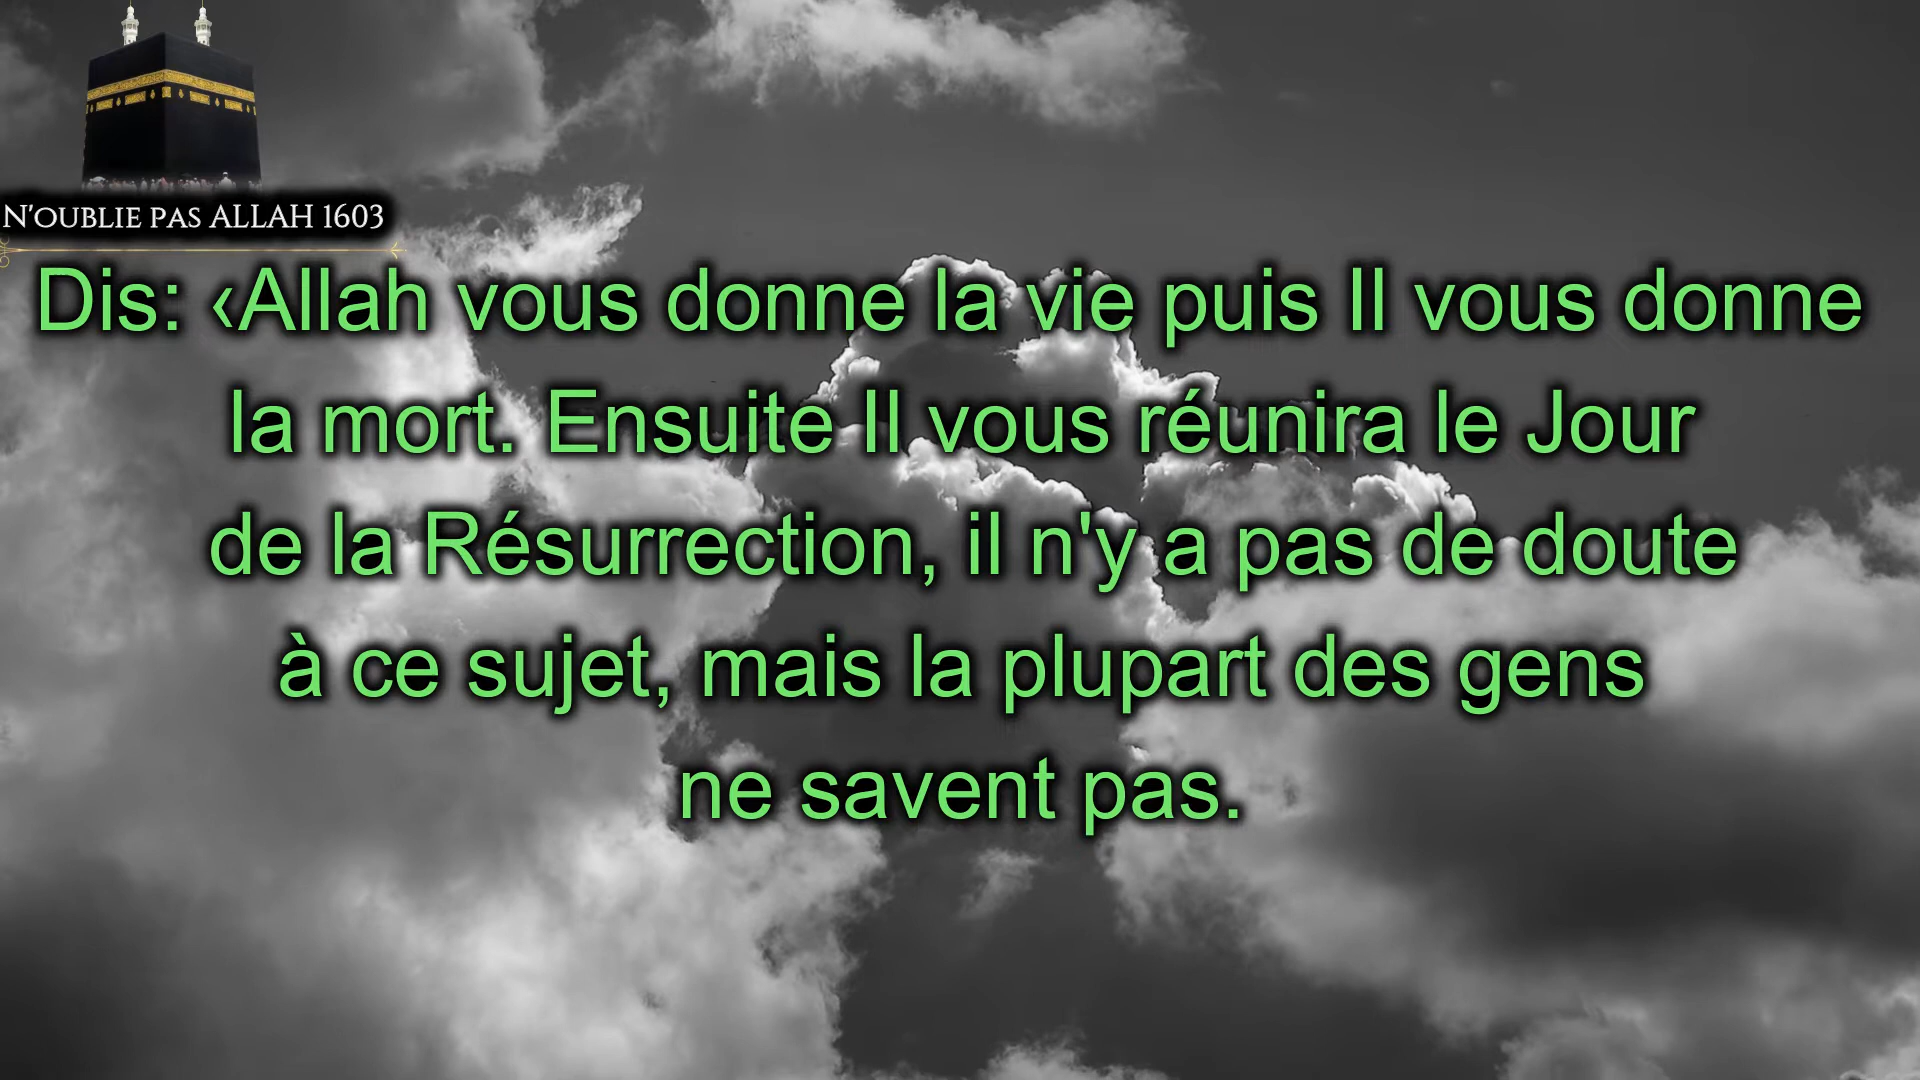 N'OUBLIE PAS ALLAH 1603
Dis: ‹Allah vous donne la vie puis Il vous donne
la mort. Ensuite Il vous réunira le Jour
de la Résurrection, il n'y a pas de doute
à ce sujet, mais la plupart des gens
ne savent pas.